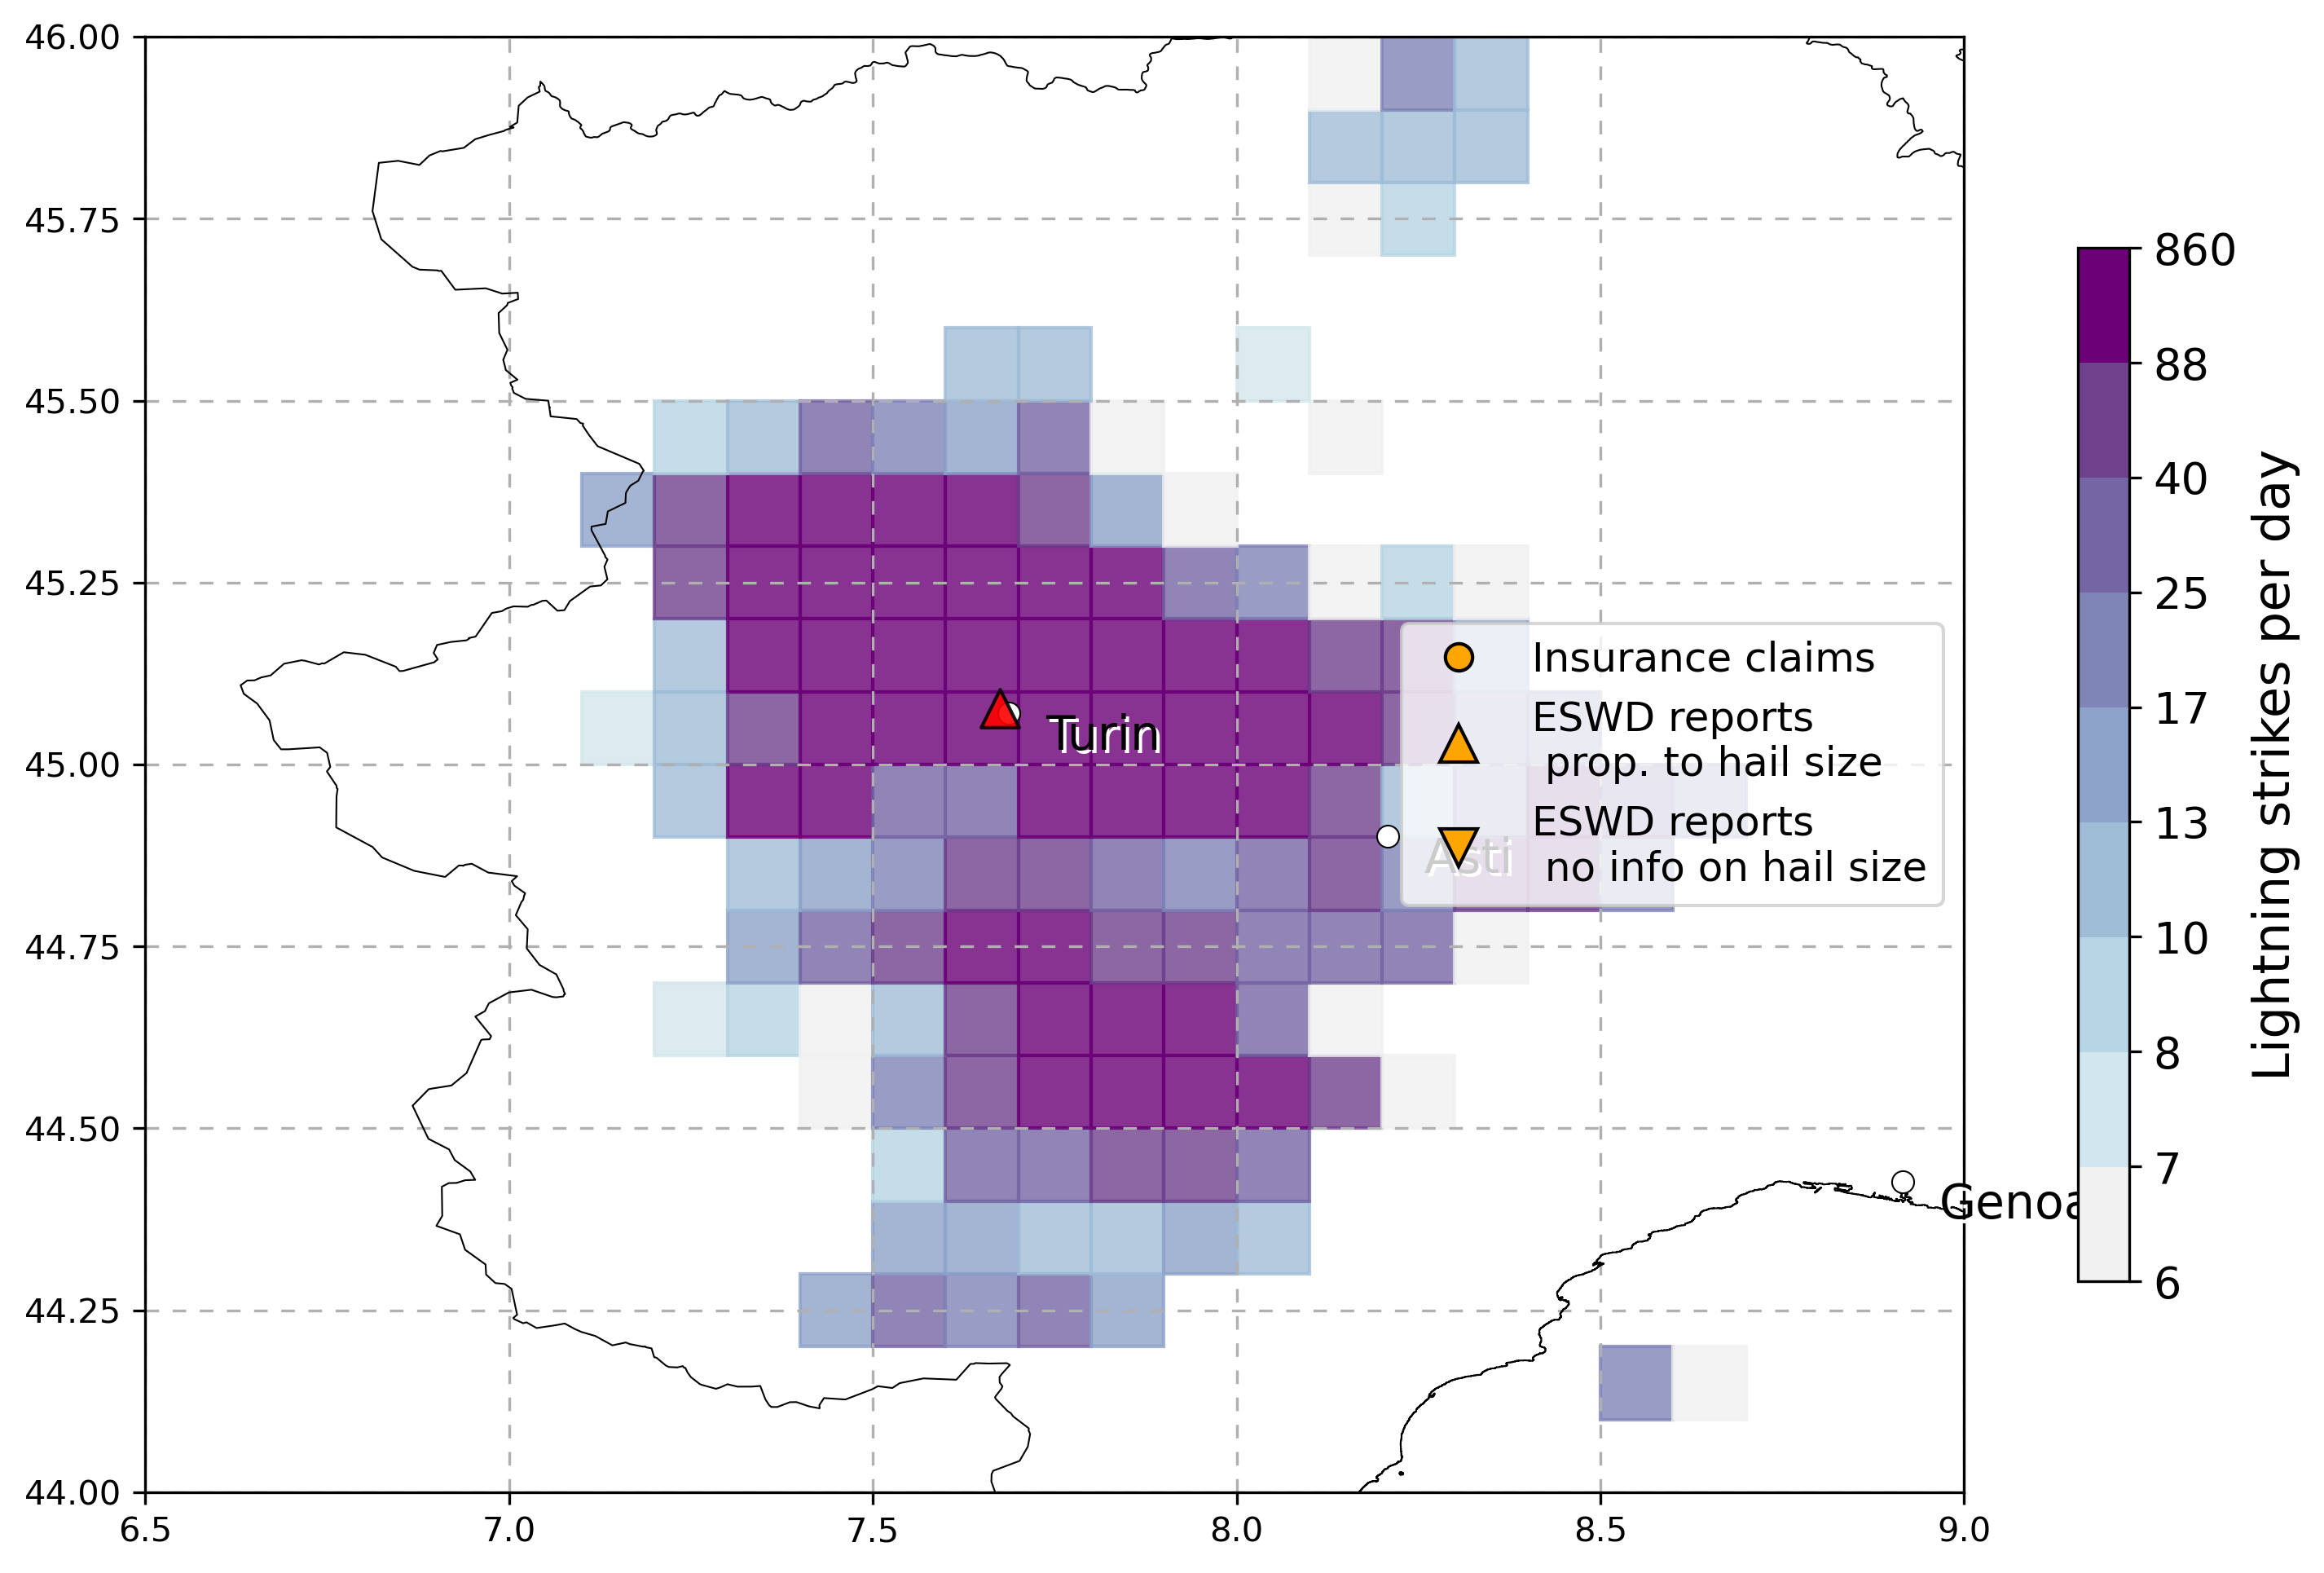 46.00
45.75
45.50
45.25
45.00
44.75
44.50
44.25
44.00
6.5
7.0
7.5
8.0
8.5
9.0
Turin
Asti
Genoa
Insurance claims
ESWD reports
prop. to hail size
ESWD reports
no info on hail size
860
88
40
25
17
13
10
8
7
6
Lightning strikes per day